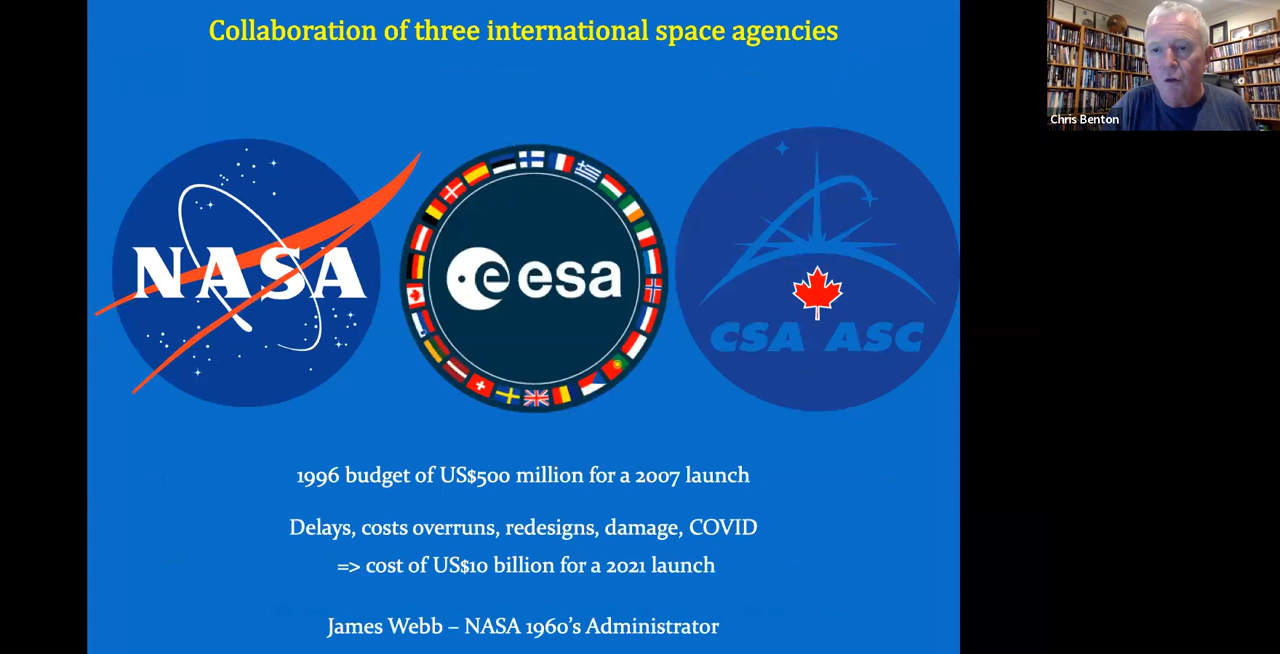 Collaboration of three international space agencies
Chris Benton
NASA
esa
CSA ASC
1996 budget of US$500 million for a 2007 launch
Delays, costs overruns, redesigns, damage, COVID
=> cost of US$10 billion for a 2021 launch
James Webb – NASA 1960's Administrator